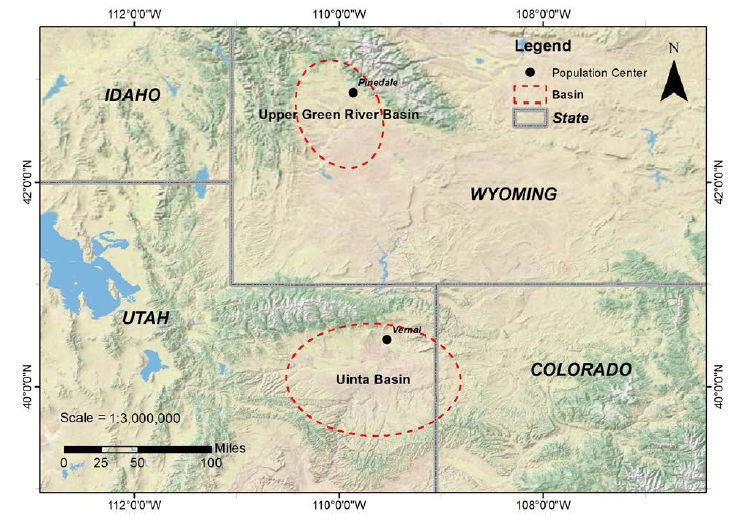 112°0'0"W 110°0'0"W 108°0'0"W
Legend
N
Population Center
Basin
State
IDAHO
Pinedale
Upper Green River Basin
42°0'0"N
42°0'0"N
WYOMING
UTAH
Vernal
Uinta Basin
COLORADO
40°0'0"N
40°0'0"N
Scale = 1:3,000,000
Miles
0 25 50 100
112°0'0"W 110°0'0"W 108°0'0"W